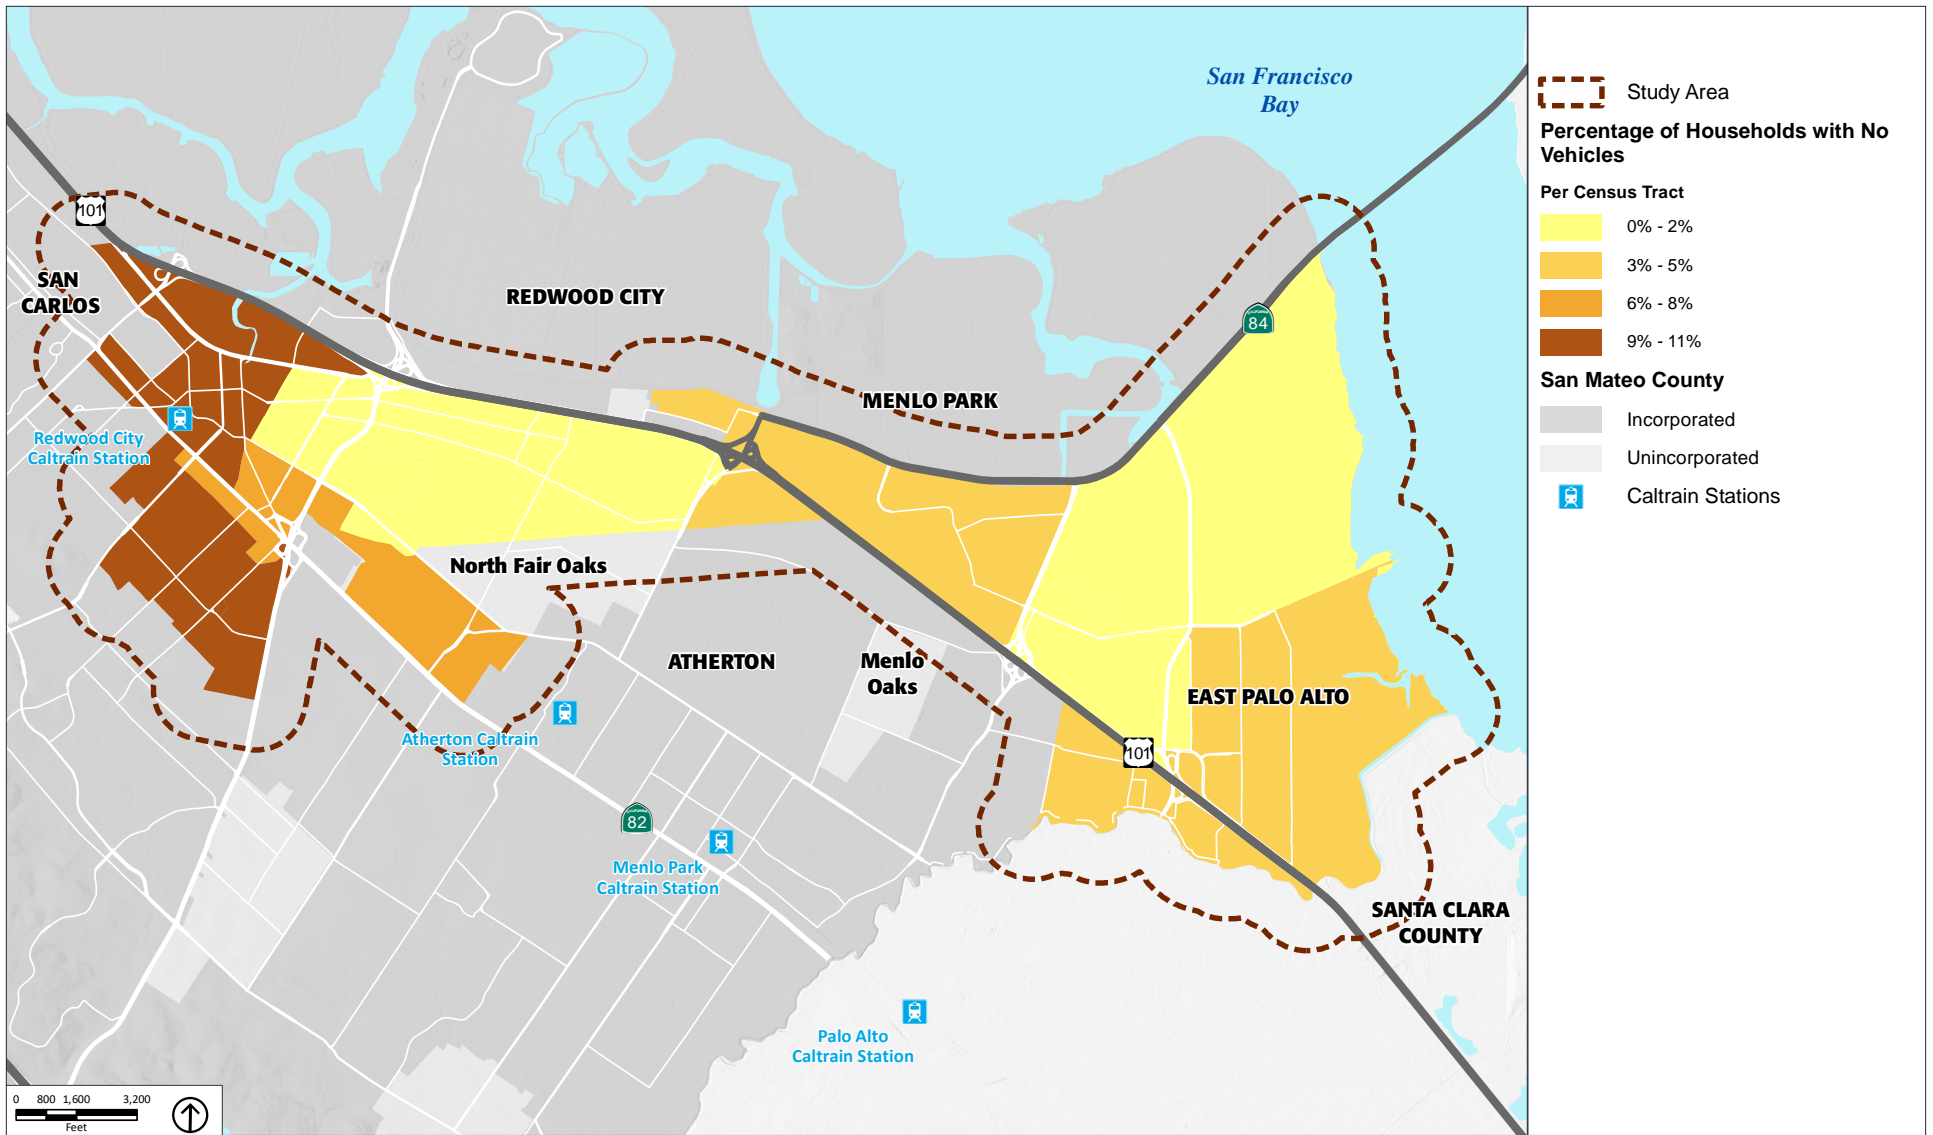 San Francisco
Bay
101
SAN
CARLOS
REDWOOD CITY
CALIFORNIA
84
MENLO PARK
Redwood City
Caltrain Station
North Fair Oaks
ATHERTON
Menlo
Oaks
EAST PALO ALTO
Atherton Caltrain
Station
101
CALIFORNIA
82
Menlo Park
Caltrain Station
SANTA CLARA
COUNTY
Palo Alto
Caltrain Station
0 800 1,600 3,200
Feet
Study Area
Percentage of Households with No
Vehicles
Per Census Tract
0% - 2%
3% - 5%
6% - 8%
9% - 11%
San Mateo County
Incorporated
Unincorporated
Caltrain Stations